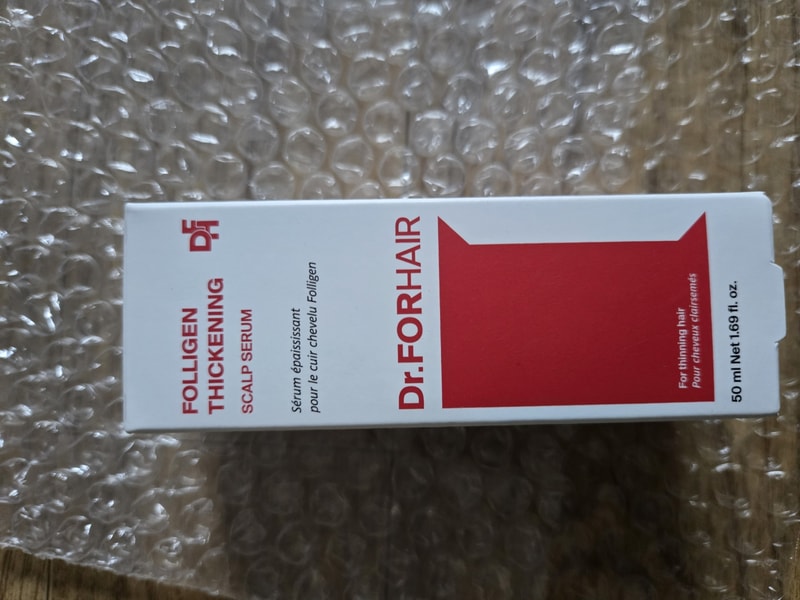 DFH
FOLLIGEN
THICKENING
SCALP SERUM
Sérum épaississant
pour le cuir chevelu Folligen
Dr.FORHAIR
For thinning hair
Pour cheveux clairsemés
50 ml Net 1.69 fl. oz.